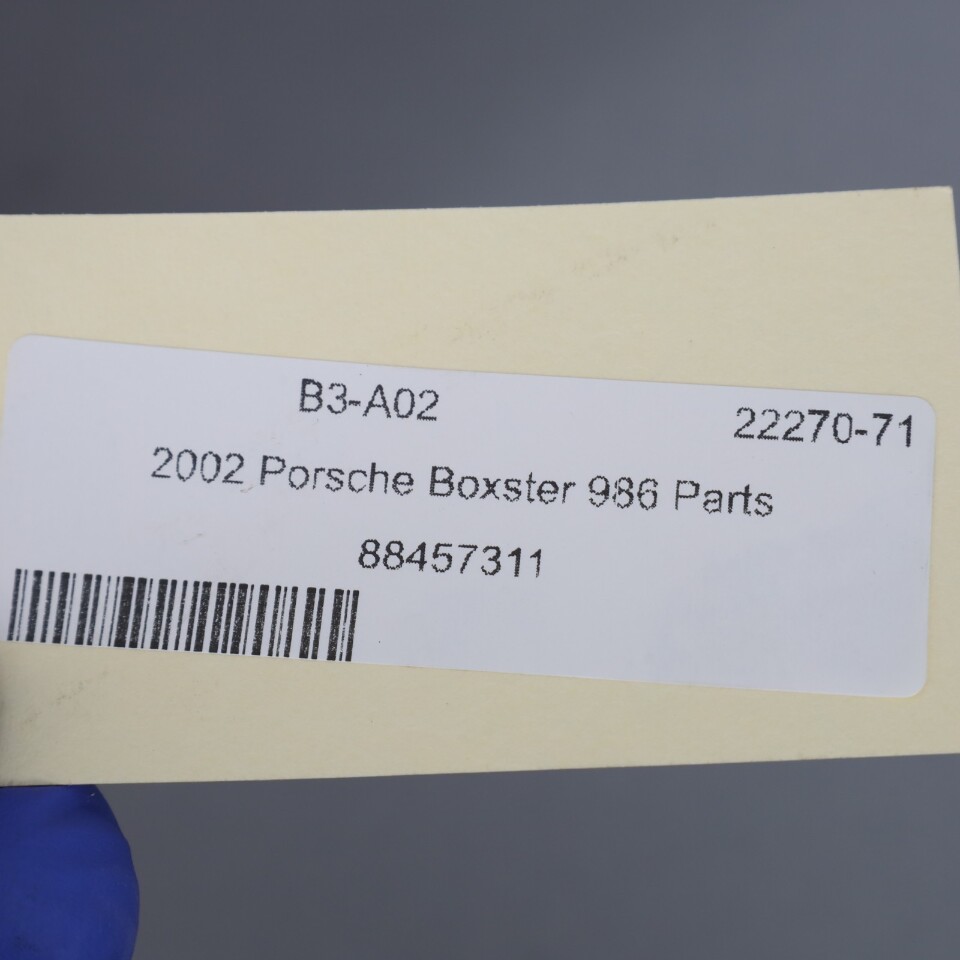 B3-A02 22270-71
2002 Porsche Boxster 986 Parts
88457311